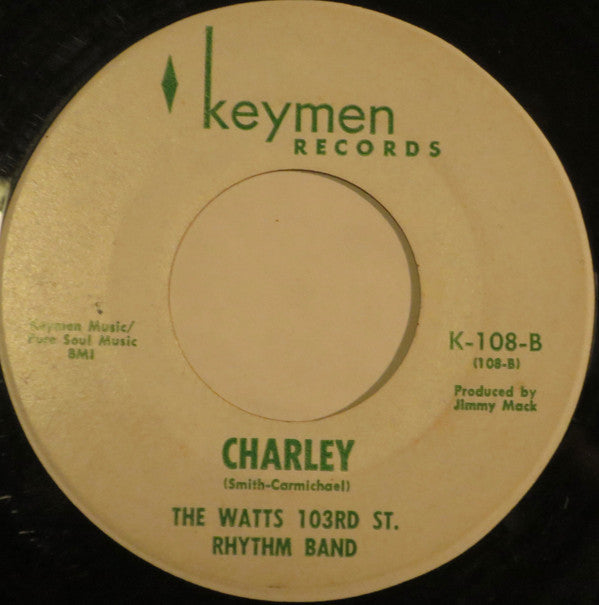 keymen
RECORDS
Keymen Music/
Pure Soul Music
BMI
K-108-B
(108-B)
Produced by
Jimmy Mack
CHARLEY
(Smith-Carmichael)
THE WATTS 103RD ST.
RHYTHM BAND